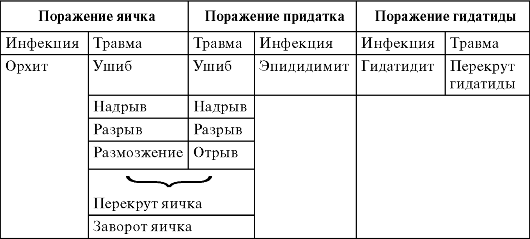 Поражение яичка Поражение придатка Поражение гидатиды
Инфекция Травма Травма Инфекция Инфекция Травма
Орхит Ушиб Ушиб Эпидидимит Гидатидит Перекрут
гидатиды
Надрыв Надрыв
Разрыв Разрыв
Размозжение Отрыв
Перекрут яичка
Заворот яичка